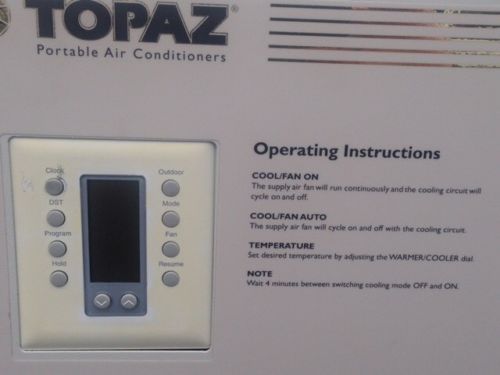 TOPAZ®
Portable Air Conditioners
Clock
Outdoor
DST
Mode
Program
Fan
Hold
Resume
Operating Instructions
COOL/FAN ON
The supply air fan will run continuously and the cooling circuit will
cycle on and off.
COOL/FAN AUTO
The supply air fan will cycle on and off with the cooling circuit.
TEMPERATURE
Set desired temperature by adjusting the WARMER/COOLER dial.
NOTE
Wait 4 minutes between switching cooling mode OFF and ON.